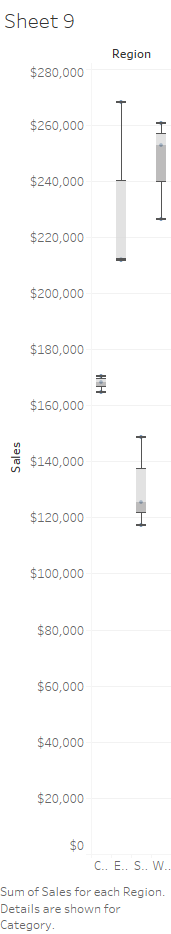 Sheet 9
Region
$280,000
$260,000
$240,000
$220,000
$200,000
$180,000
$160,000
$140,000
$120,000
$100,000
$80,000
$60,000
$40,000
$20,000
$0
Sales
C.. E.. S.. W..
Sum of Sales for each Region.
Details are shown for
Category.